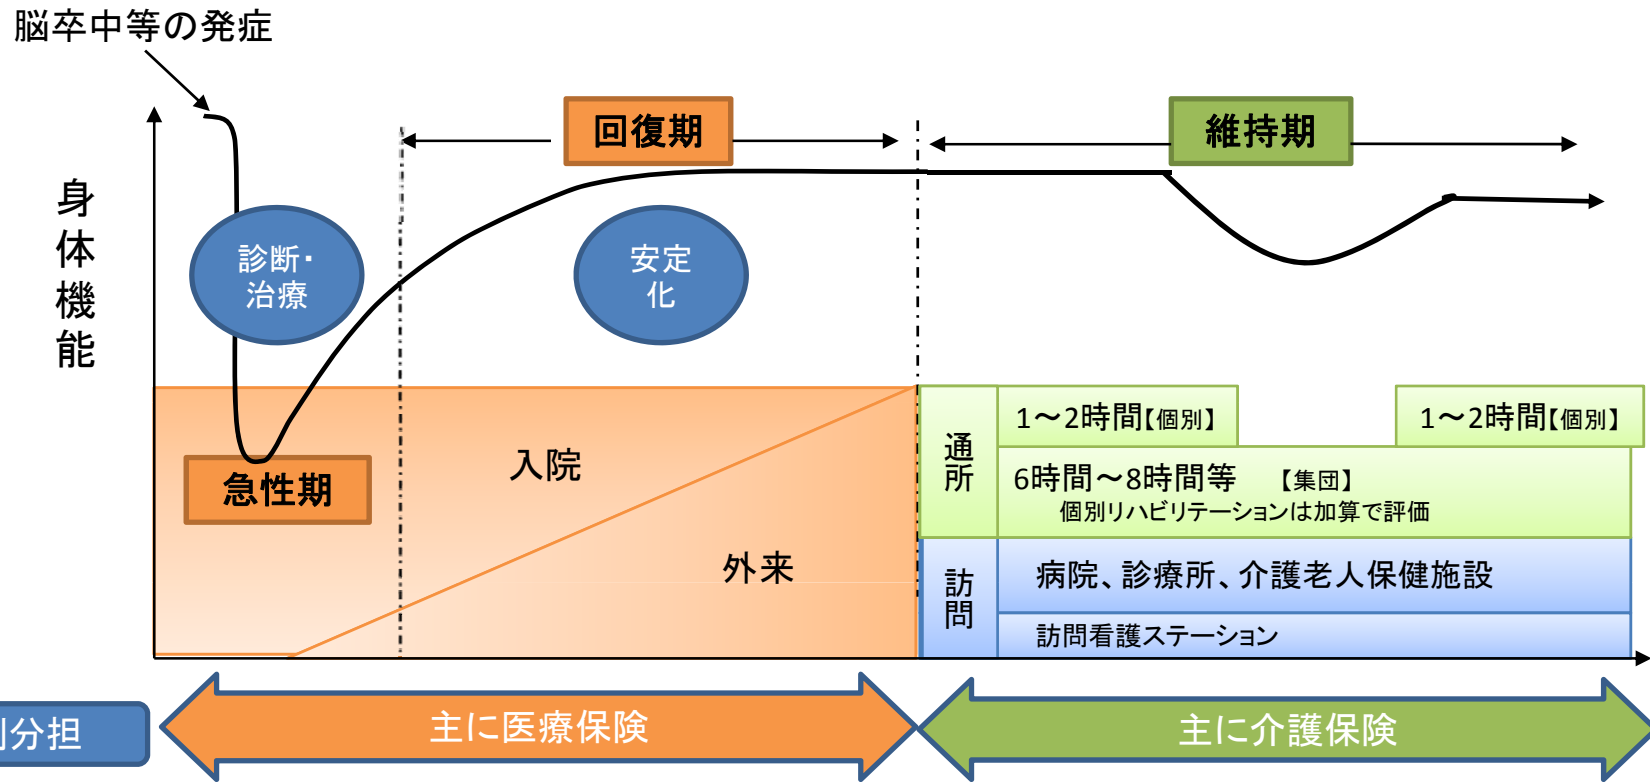 脳卒中等の発症
回復期
維持期
身体機能
診断・
治療
安定
化
急性期
入院
外来
通所
1～2時間【個別】
1～2時間【個別】
6時間～8時間等 【集団】
個別リハビリテーションは加算で評価
訪問
病院、診療所、介護老人保健施設
訪問看護ステーション
分担
主に医療保険
主に介護保険